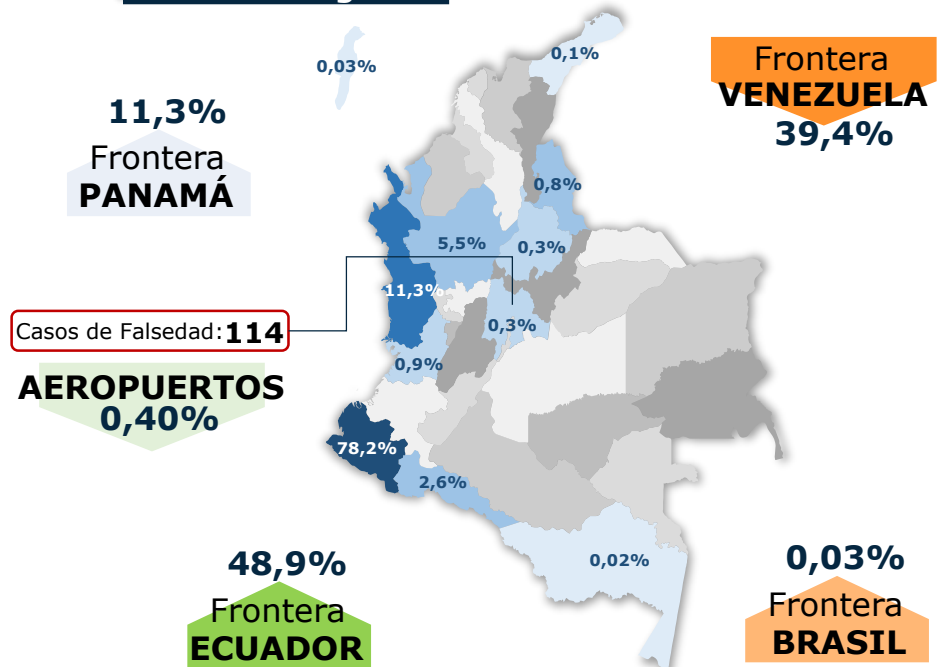 0,03%
0,1%
Frontera
VENEZUELA
39,4%
11,3%
Frontera
PANAMÁ
0,8%
5,5%
0,3%
11,3%
0,3%
Casos de Falsedad: 114
0,9%
AEROPUERTOS
0,40%
78,2%
2,6%
0,02%
48,9%
Frontera
ECUADOR
0,03%
Frontera
BRASIL